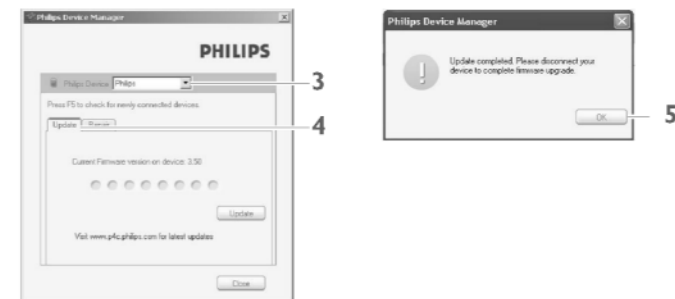 Philips Device Manager
PHILIPS
Philips Device Philips
3
Press F5 to check for newly connected devices.
Update Repair
4
Current Firmware version on device: 3.50
Update
Visit www.p4c.philips.com for latest updates
Close
Philips Device Manager
Update completed. Please disconnect your
device to complete firmware upgrade.
OK
5